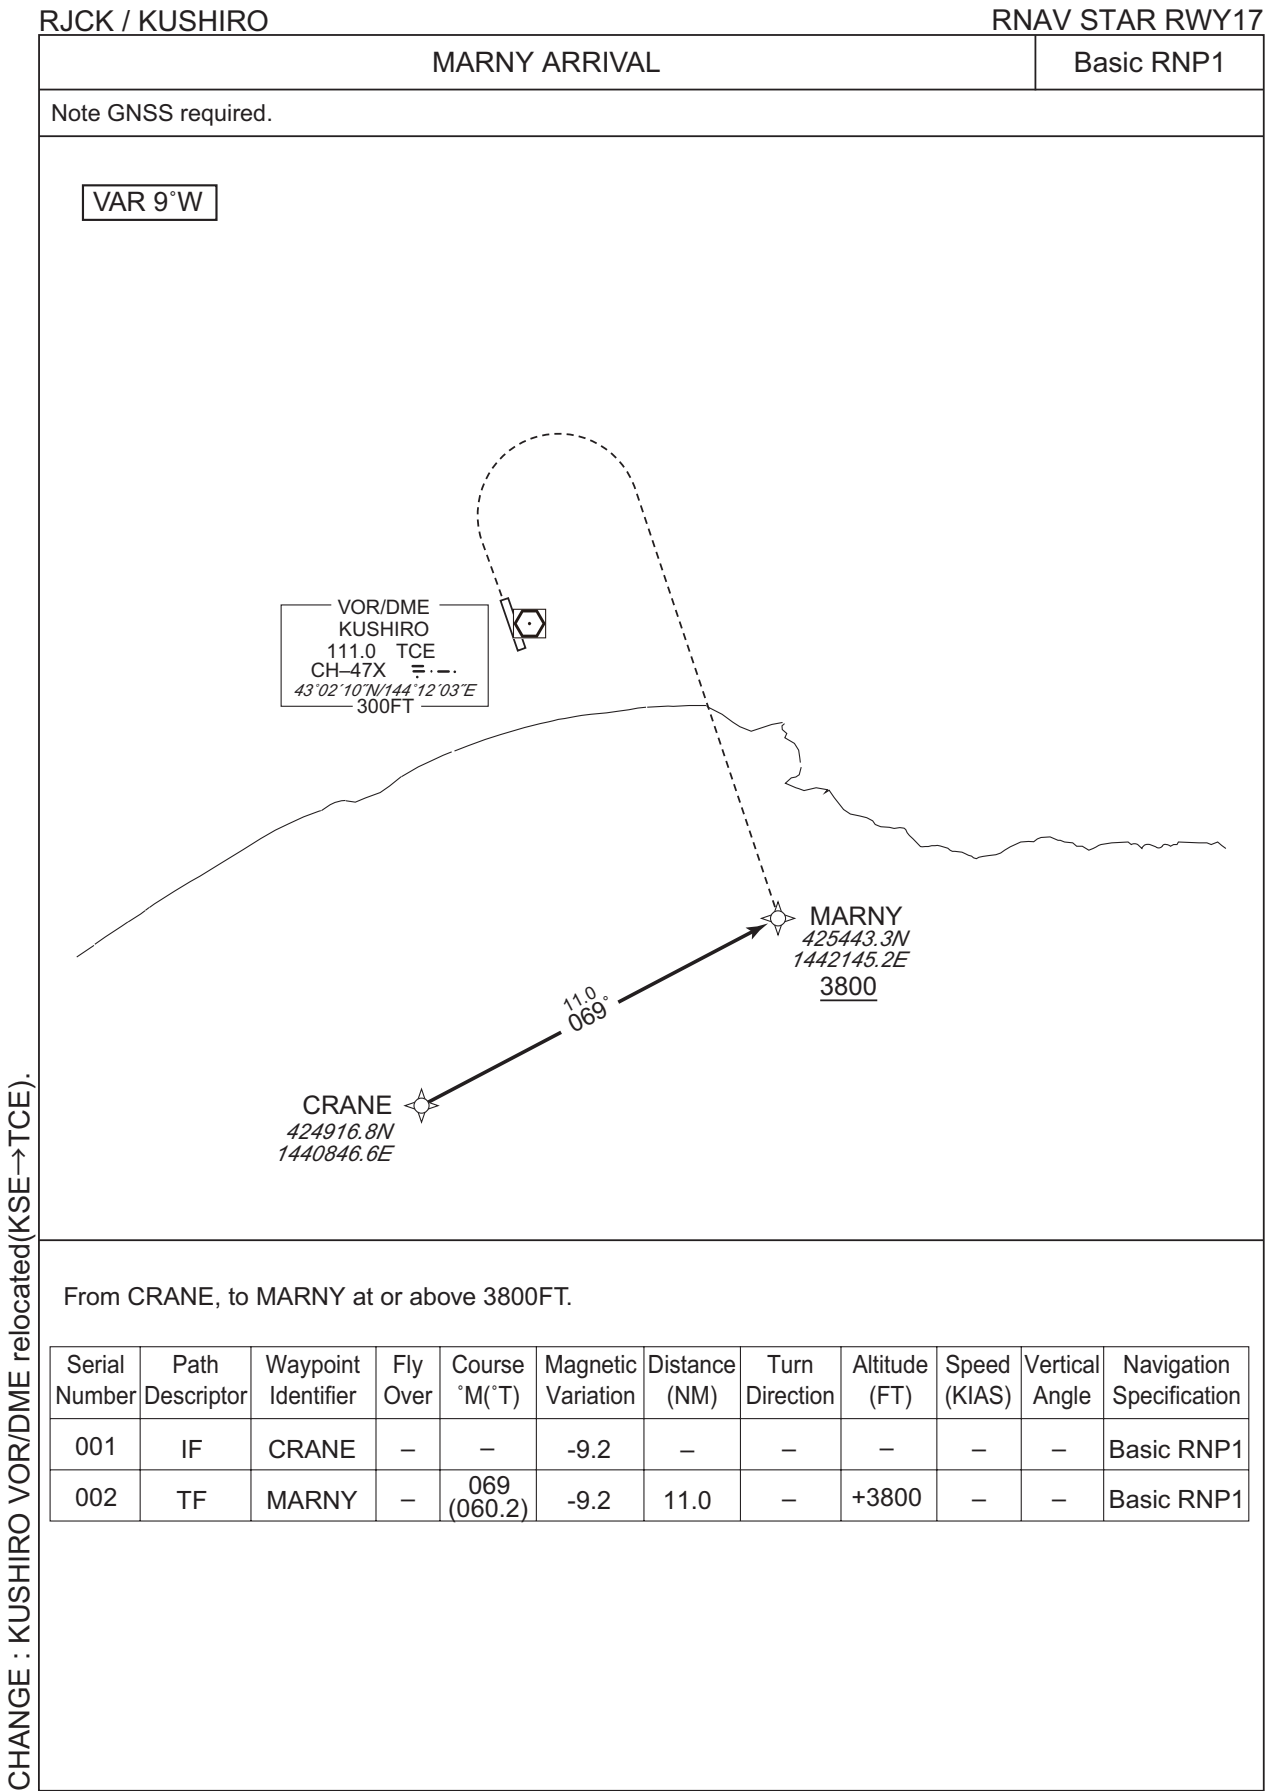 RJCK / KUSHIRO
RNAV STAR RWY17
MARNY ARRIVAL
Basic RNP1
Note GNSS required.
VAR 9˚W
VOR/DME
KUSHIRO
111.0 TCE
CH–47X
43˚02´10˝N/144˚12´03˝E
300FT
MARNY
425443.3N
1442145.2E
3800
11.0
069˚
CRANE
424916.8N
1440846.6E
From CRANE, to MARNY at or above 3800FT.
Serial Number Path Descriptor Waypoint Identifier Fly Over Course ˚M(˚T) Magnetic Variation Distance (NM) Turn Direction Altitude (FT) Speed (KIAS) Vertical Angle Navigation Specification
001 IF CRANE – – -9.2 – – – – – Basic RNP1
002 TF MARNY – 069 (060.2) -9.2 11.0 – +3800 – – Basic RNP1
CHANGE : KUSHIRO VOR/DME relocated(KSE→TCE).